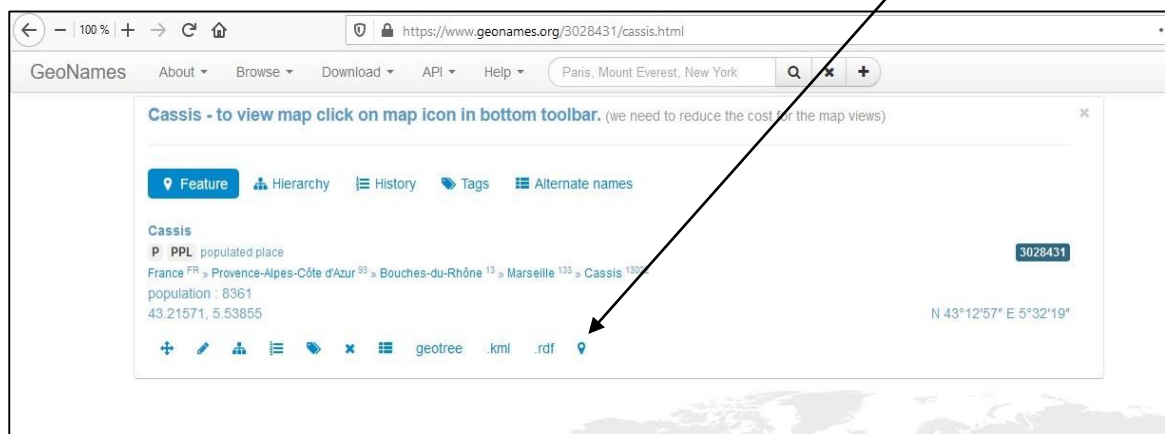 100 % https://www.geonames.org/3028431/cassis.html
GeoNames About Browse Download API Help Paris, Mount Everest, New York
Cassis - to view map click on map icon in bottom toolbar. (we need to reduce the cost for the map views)
Feature Hierarchy History Tags Alternate names
Cassis
P PPL populated place 3028431
France FR » Provence-Alpes-Côte d'Azur 93 » Bouches-du-Rhône 13 » Marseille 133 » Cassis
population : 8361
43.21571, 5.53855 N 43°12'57" E 5°32'19"
geotree .kml .rdf